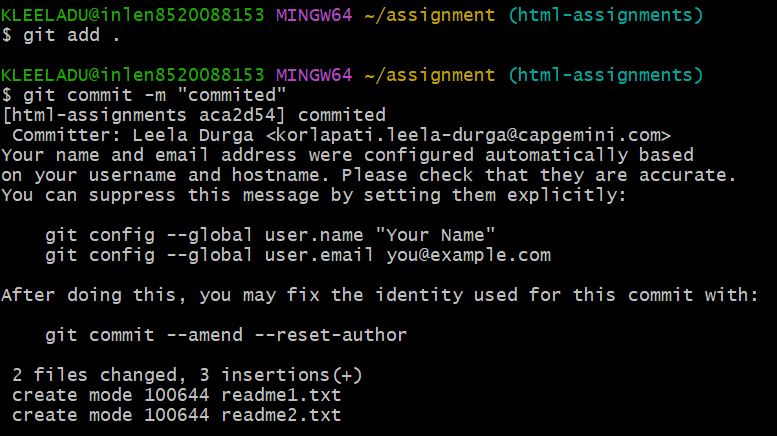 KLEELADU@inlen8520088153 MINGW64 ~/assignment (html-assignments)
$ git add .
KLEELADU@inlen8520088153 MINGW64 ~/assignment (html-assignments)
$ git commit -m "commited"
[html-assignments aca2d54] commited
Committer: Leela Durga <korlapati.leela-durga@capgemini.com>
Your name and email address were configured automatically based
on your username and hostname. Please check that they are accurate.
You can suppress this message by setting them explicitly:
git config --global user.name "Your Name"
git config --global user.email you@example.com
After doing this, you may fix the identity used for this commit with:
git commit --amend --reset-author
2 files changed, 3 insertions(+)
create mode 100644 readme1.txt
create mode 100644 readme2.txt